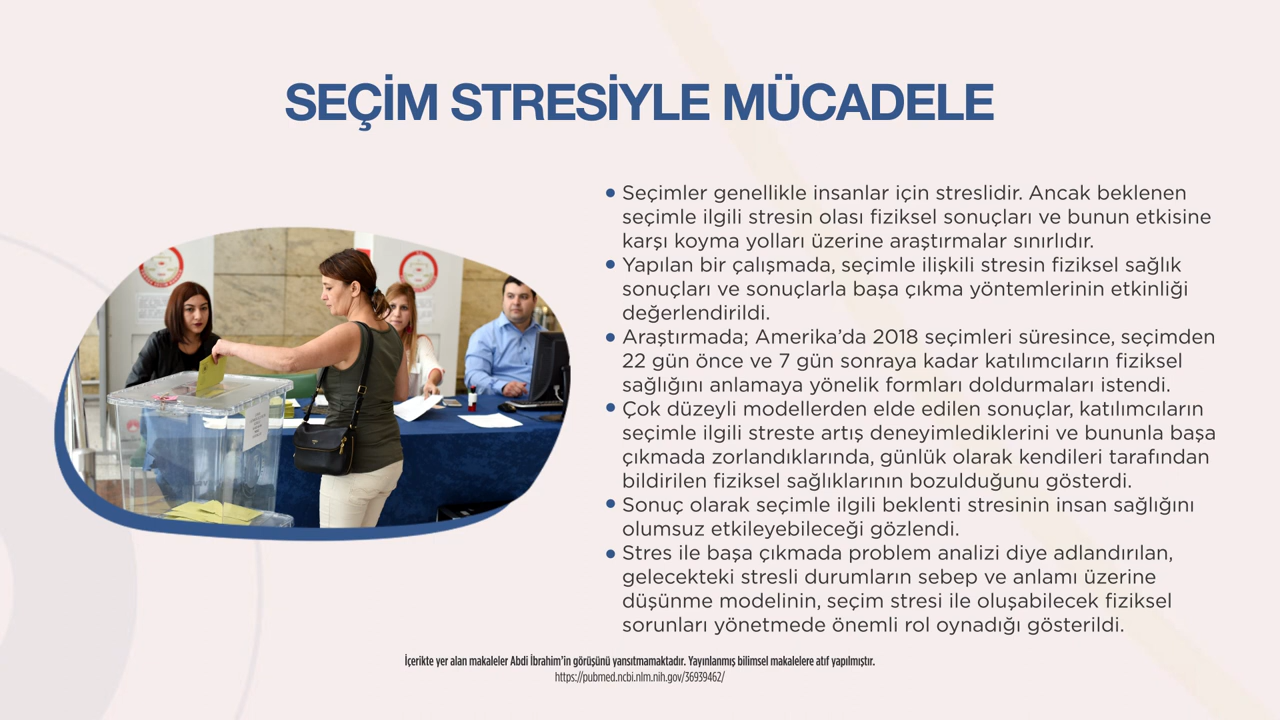 SEÇİM STRESİYLE MÜCADELE
Seçimler genellikle insanlar için streslidir. Ancak beklenen
seçimle ilgili stresin olası fiziksel sonuçları ve bunun etkisine
karşı koyma yolları üzerine araştırmalar sınırlıdır.
Yapılan bir çalışmada, seçimle ilişkili stresin fiziksel sağlık
sonuçları ve sonuçlarla başa çıkma yöntemlerinin etkinliği
değerlendirildi.
Araştırmada; Amerika’da 2018 seçimleri süresince, seçimden
22 gün önce ve 7 gün sonraya kadar katılımcıların fiziksel
sağlığını anlamaya yönelik formları doldurmaları istendi.
Çok düzeyli modellerden elde edilen sonuçlar, katılımcıların
seçimle ilgili streste artış deneyimlediklerini ve bununla başa
çıkmada zorlandıklarında, günlük olarak kendileri tarafından
bildirilen fiziksel sağlıklarının bozulduğunu gösterdi.
Sonuç olarak seçimle ilgili beklenti stresinin insan sağlığını
olumsuz etkileyebileceği gözlendi.
Stres ile başa çıkmada problem analizi diye adlandırılan,
gelecekteki stresli durumların sebep ve anlamı üzerine
düşünme modelinin, seçim stresi ile oluşabilecek fiziksel
sorunları yönetmede önemli rol oynadığı gösterildi.
İçerikte yer alan makaleler Abdi İbrahim’in görüşünü yansıtmamaktadır. Yayınlanmış bilimsel makalelere atıf yapılmıştır.
https://pubmed.ncbi.nlm.nih.gov/36939462/